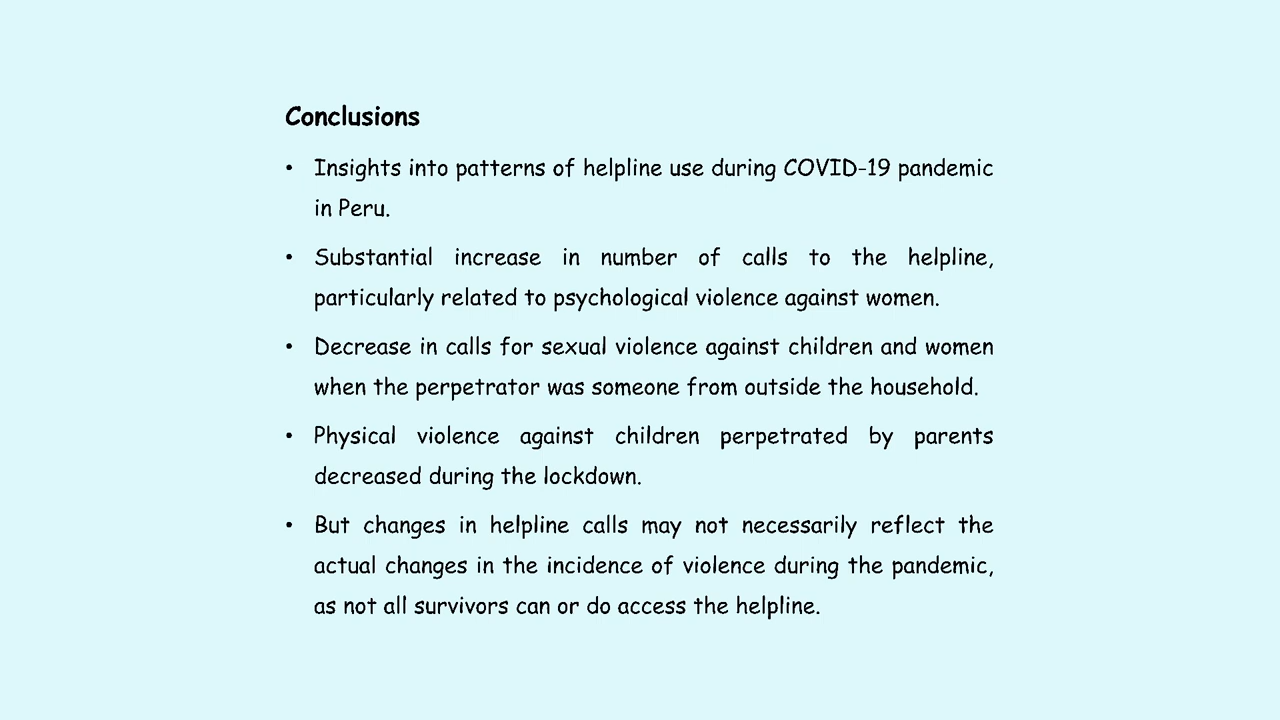 Conclusions
• Insights into patterns of helpline use during COVID-19 pandemic
in Peru.
• Substantial increase in number of calls to the helpline,
particularly related to psychological violence against women.
• Decrease in calls for sexual violence against children and women
when the perpetrator was someone from outside the household.
• Physical violence against children perpetrated by parents
decreased during the lockdown.
• But changes in helpline calls may not necessarily reflect the
actual changes in the incidence of violence during the pandemic,
as not all survivors can or do access the helpline.